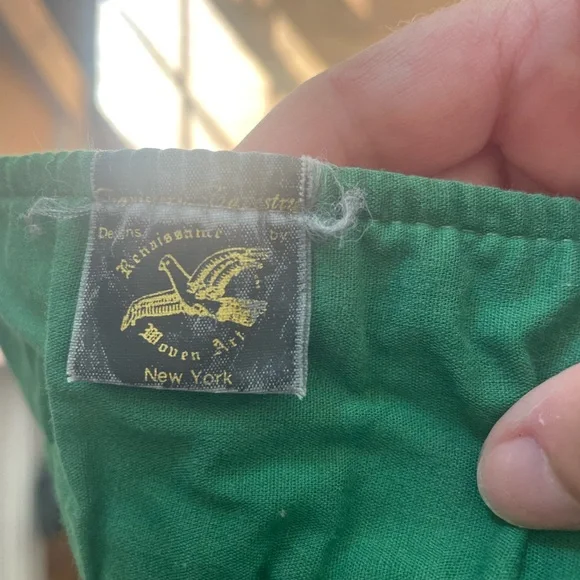 Designs by:
Renaissance
Woven Art
New York